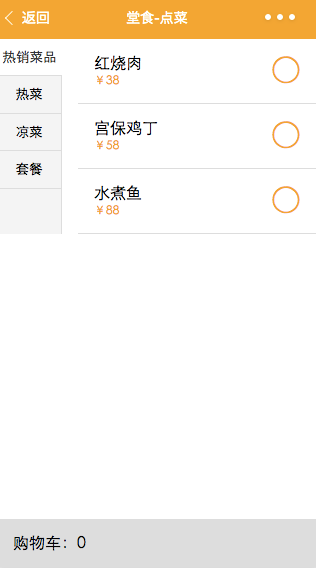 返回
堂食-点菜
热销菜品
热菜
凉菜
套餐
红烧肉
￥38
宫保鸡丁
￥58
水煮鱼
￥88
购物车：0